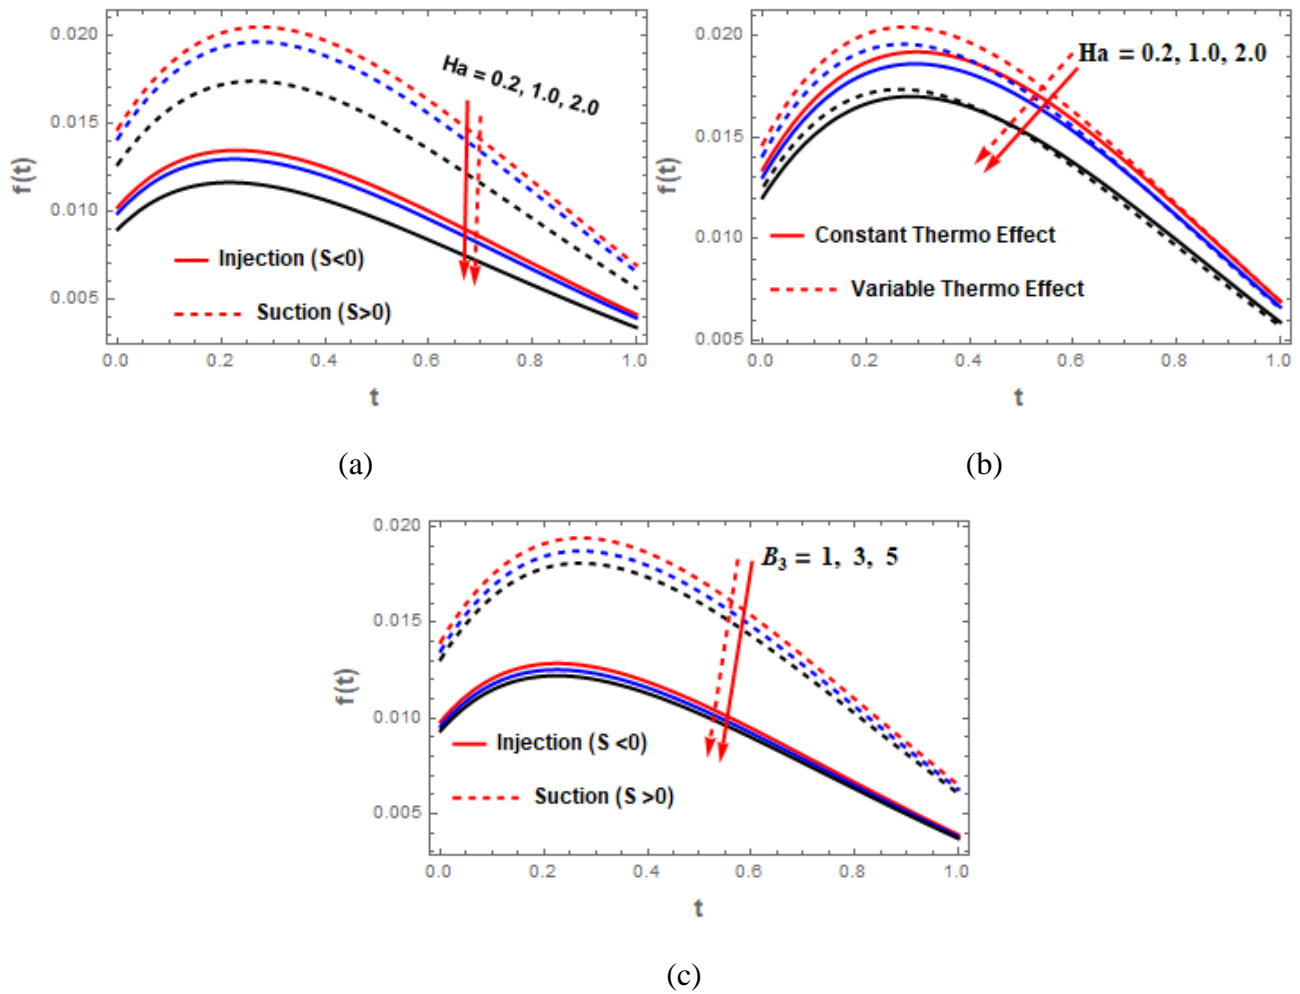 0.020
0.015
0.010
0.005
f(t)
Ha = 0.2, 1.0, 2.0
Injection (S<0)
Suction (S>0)
0.0 0.2 0.4 0.6 0.8 1.0
t
(a)
0.020
0.015
0.010
0.005
f(t)
Ha = 0.2, 1.0, 2.0
Constant Thermo Effect
Variable Thermo Effect
0.0 0.2 0.4 0.6 0.8 1.0
t
(b)
0.020
0.015
0.010
0.005
f(t)
B₃ = 1, 3, 5
Injection (S <0)
Suction (S >0)
0.0 0.2 0.4 0.6 0.8 1.0
t
(c)